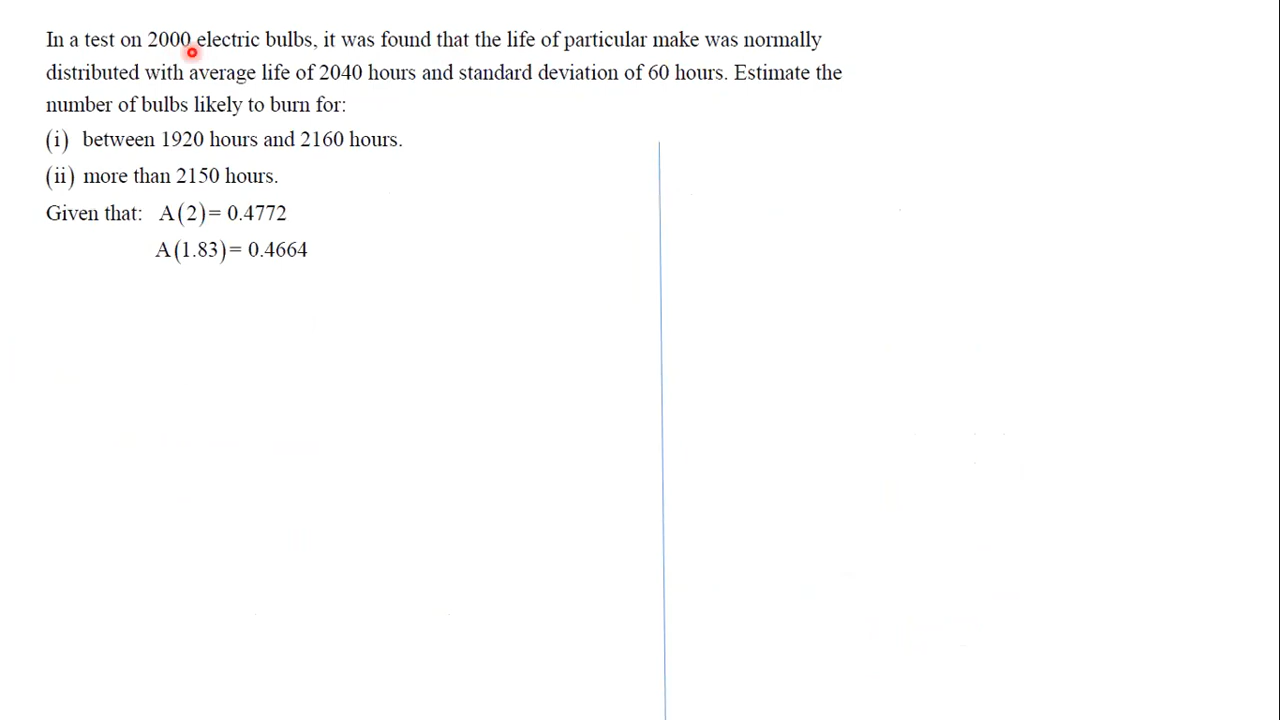 In a test on 2000 electric bulbs, it was found that the life of particular make was normally
distributed with average life of 2040 hours and standard deviation of 60 hours. Estimate the
number of bulbs likely to burn for:
(i) between 1920 hours and 2160 hours.
(ii) more than 2150 hours.
Given that: A(2)= 0.4772
A(1.83)= 0.4664